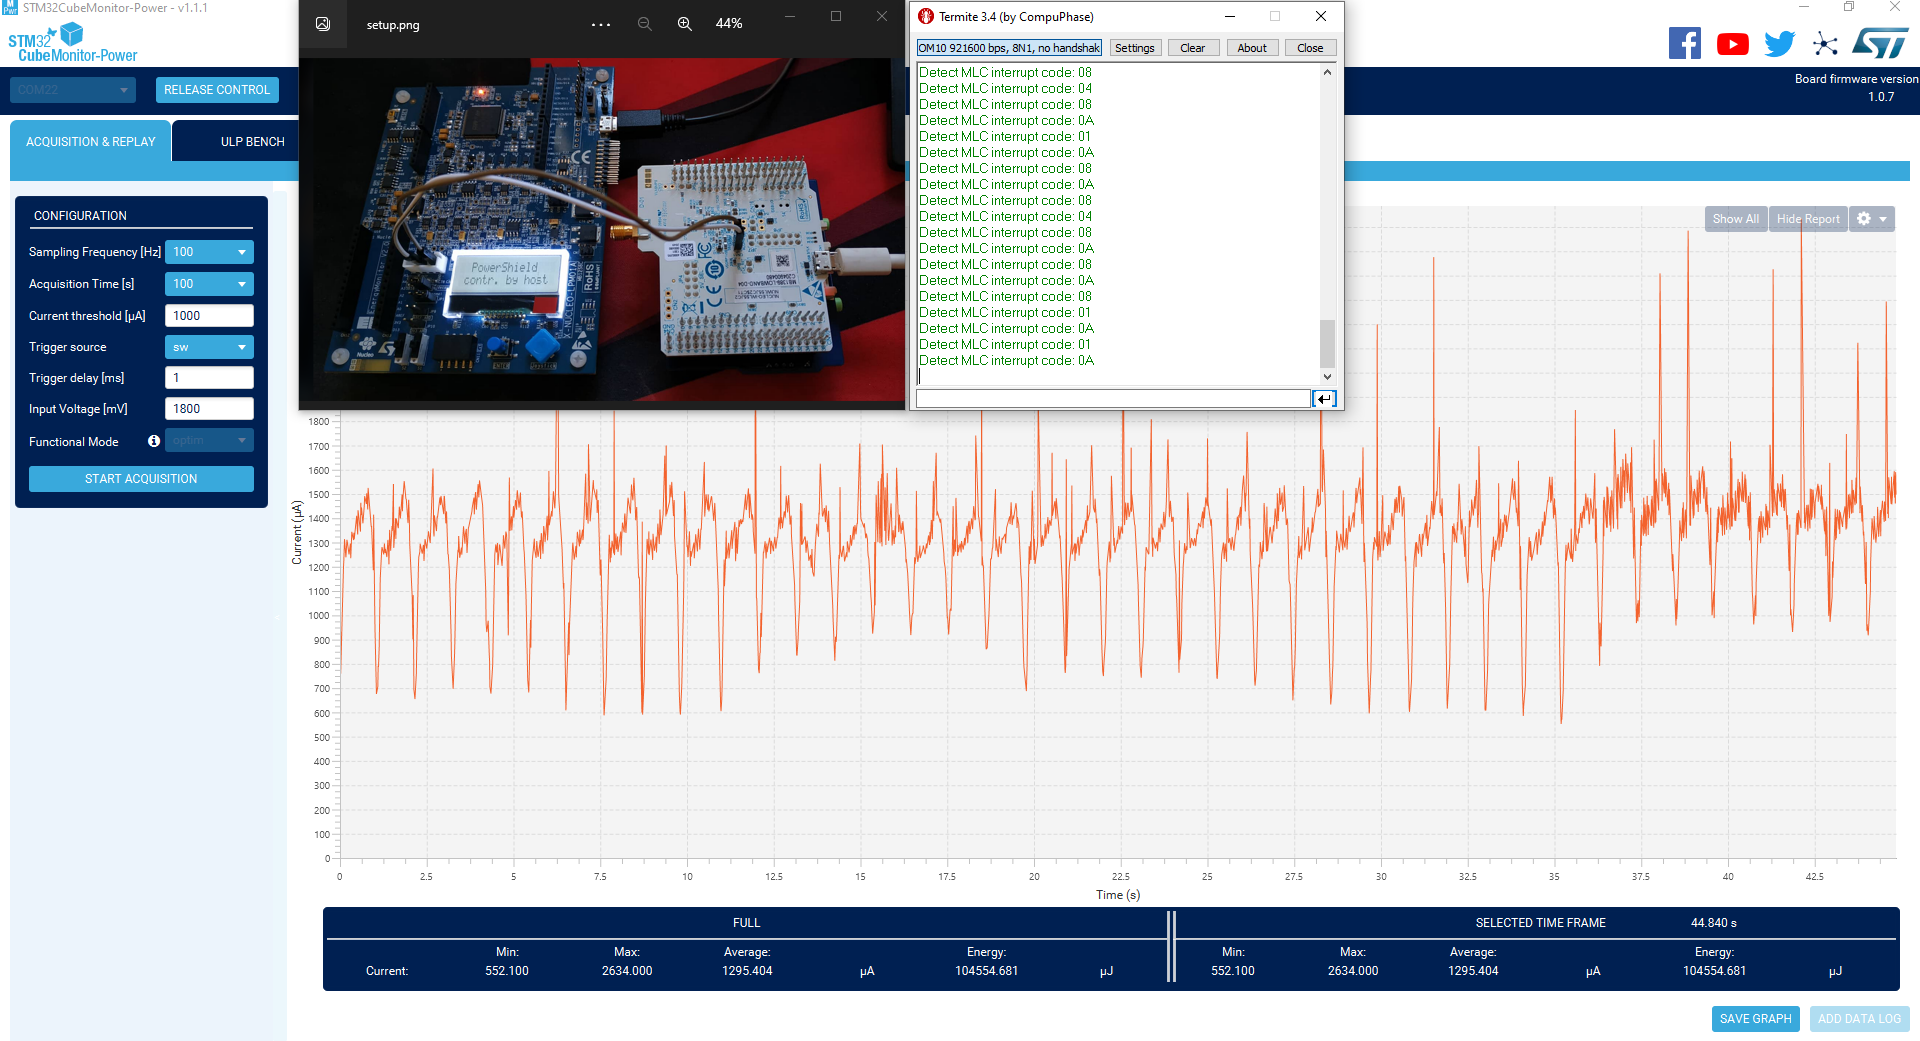 STM32CubeMonitor-Power - v1.1.1
STM32
CubeMonitor-Power
COM22
RELEASE CONTROL
ACQUISITION & REPLAY
ULP BENCH
CONFIGURATION
Sampling Frequency [Hz] 100
Acquisition Time [s] 100
Current threshold [µA] 1000
Trigger source sw
Trigger delay [ms] 1
Input Voltage [mV] 1800
Functional Mode optim
START ACQUISITION
setup.png
44%
PowerShield
contr. by host
Termite 3.4 (by CompuPhase)
OM10 921600 bps, 8N1, no handshak
Settings
Clear
About
Close
Detect MLC interrupt code: 08
Detect MLC interrupt code: 04
Detect MLC interrupt code: 08
Detect MLC interrupt code: 0A
Detect MLC interrupt code: 01
Detect MLC interrupt code: 0A
Detect MLC interrupt code: 08
Detect MLC interrupt code: 0A
Detect MLC interrupt code: 08
Detect MLC interrupt code: 04
Detect MLC interrupt code: 08
Detect MLC interrupt code: 0A
Detect MLC interrupt code: 08
Detect MLC interrupt code: 0A
Detect MLC interrupt code: 08
Detect MLC interrupt code: 01
Detect MLC interrupt code: 0A
Detect MLC interrupt code: 01
Detect MLC interrupt code: 0A
Board firmware version
1.0.7
Show All
Hide Report
Current (µA)
1800
1700
1600
1500
1400
1300
1200
1100
1000
900
800
700
600
500
400
300
200
100
0
0 2.5 5 7.5 10 12.5 15 17.5 20 22.5 25 27.5 30 32.5 35 37.5 40 42.5
Time (s)
FULL
Min: Max: Average: Energy:
Current: 552.100 2634.000 1295.404 µA 104554.681 µJ
SELECTED TIME FRAME 44.840 s
Min: Max: Average: Energy:
552.100 2634.000 1295.404 µA 104554.681 µJ
SAVE GRAPH
ADD DATA LOG